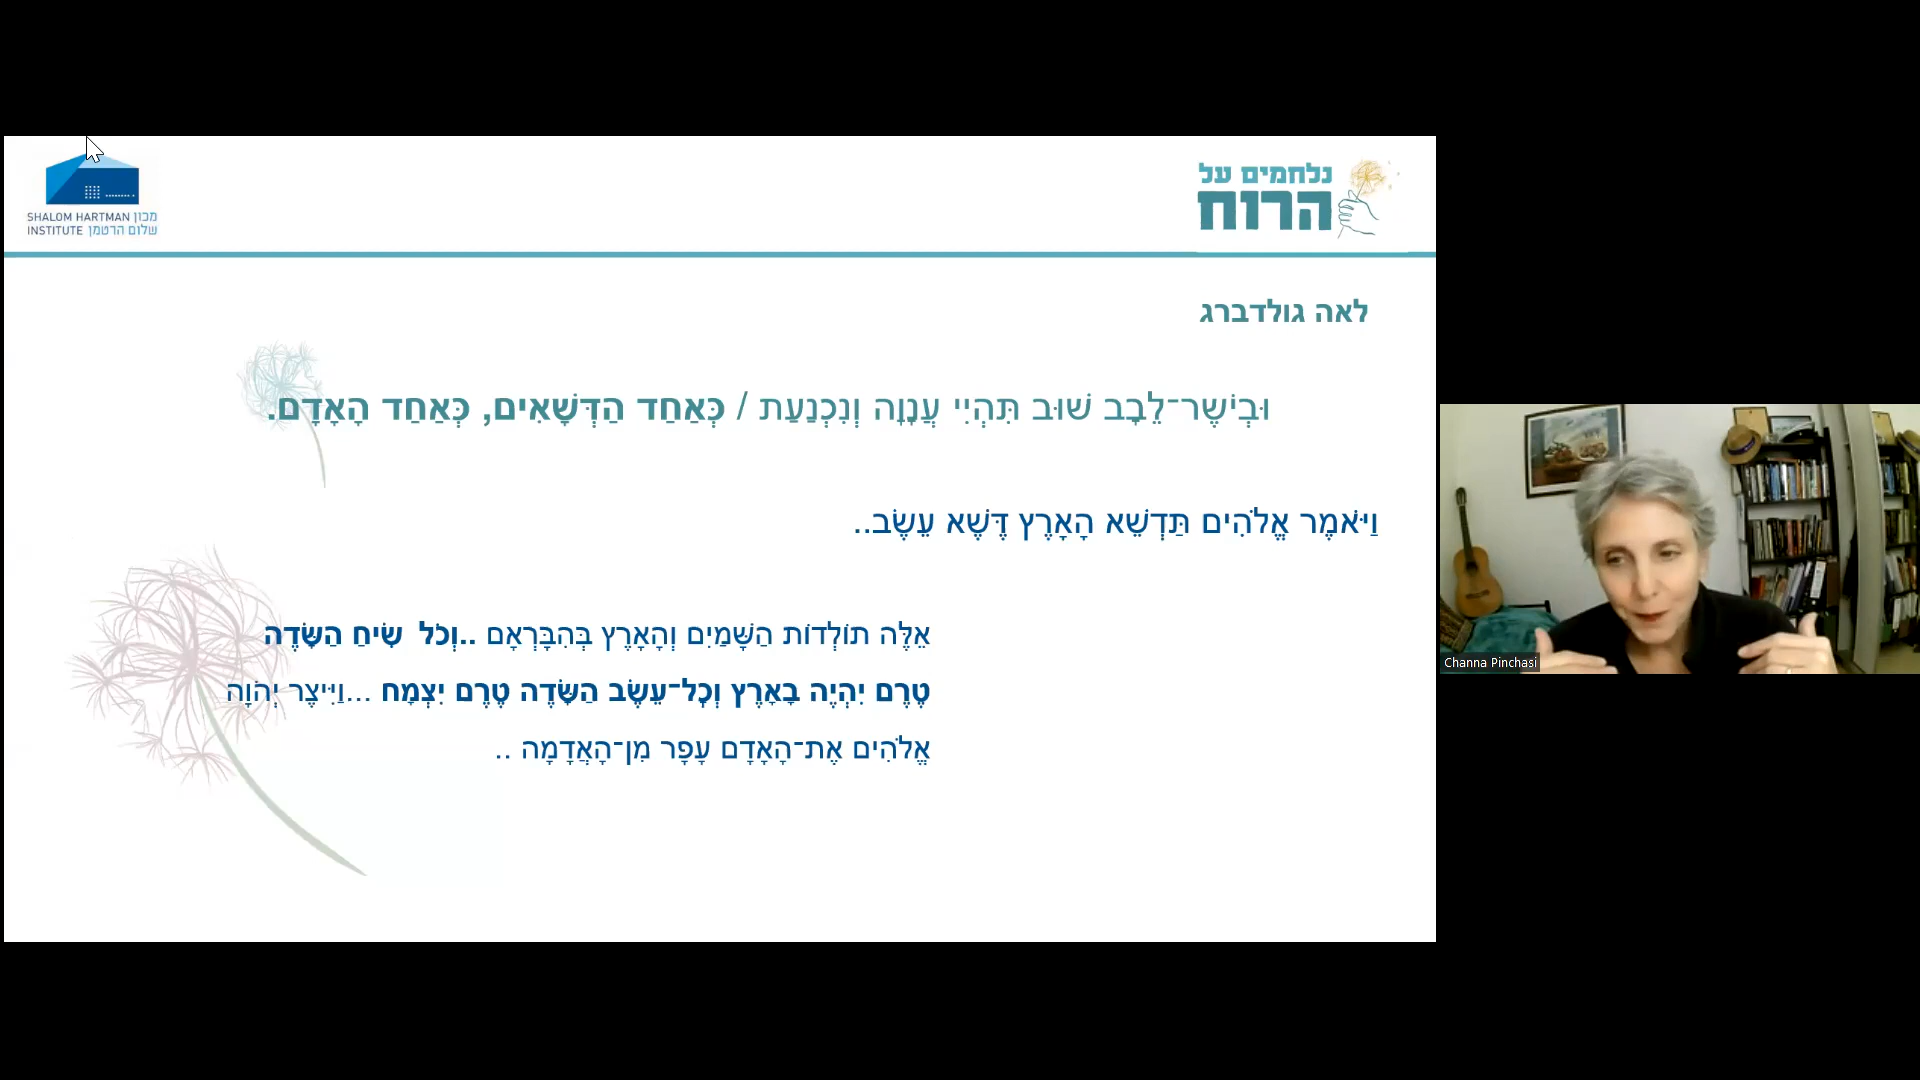 SHALOM HARTMAN מכון
INSTITUTE שלום הרטמן
נלחמים על
הרוח
לאה גולדברג
וּבְיֹשֶׁר־לֵבָב שׁוּב תִּהְיִי עֲנָוָה וְנִכְנַעַת / כְּאַחַד הַדְּשָׁאִים, כְּאַחַד הָאָדָם.
וַיֹּאמֶר אֱלֹהִים תַּדְשֵׁא הָאָרֶץ דֶּשֶׁא עֵשֶׂב..
אֵלֶּה תוֹלְדוֹת הַשָּׁמַיִם וְהָאָרֶץ בְּהִבָּרְאָם ..וְכֹל שִׂיחַ הַשָּׂדֶה
טֶרֶם יִהְיֶה בָאָרֶץ וְכָל־עֵשֶׂב הַשָּׂדֶה טֶרֶם יִצְמָח ...וַיִּיצֶר יְהֹוָה
אֱלֹהִים אֶת־הָאָדָם עָפָר מִן־הָאֲדָמָה ..
Channa Pinchasi